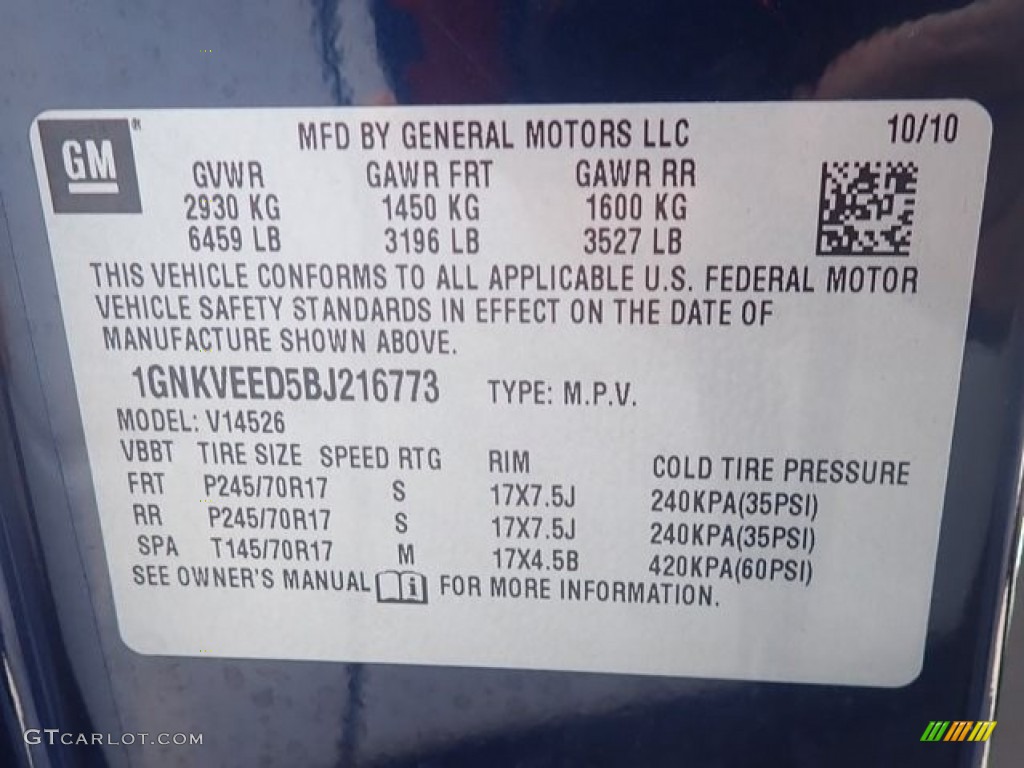 GM
MFD BY GENERAL MOTORS LLC 10/10
GVWR GAWR FRT GAWR RR
2930 KG 1450 KG 1600 KG
6459 LB 3196 LB 3527 LB
THIS VEHICLE CONFORMS TO ALL APPLICABLE U.S. FEDERAL MOTOR
VEHICLE SAFETY STANDARDS IN EFFECT ON THE DATE OF
MANUFACTURE SHOWN ABOVE.
1GNKVEED5BJ216773 TYPE: M.P.V.
MODEL: V14526
VBBT TIRE SIZE SPEED RTG RIM COLD TIRE PRESSURE
FRT P245/70R17 S 17X7.5J 240KPA(35PSI)
RR P245/70R17 S 17X7.5J 240KPA(35PSI)
SPA T145/70R17 M 17X4.5B 420KPA(60PSI)
SEE OWNER'S MANUAL i FOR MORE INFORMATION.
GTcarlot.com